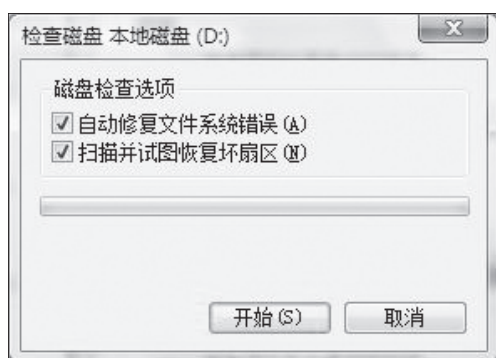 检查磁盘 本地磁盘 (D:)
磁盘检查选项
自动修复文件系统错误(A)
扫描并试图恢复坏扇区(N)
开始(S) 取消